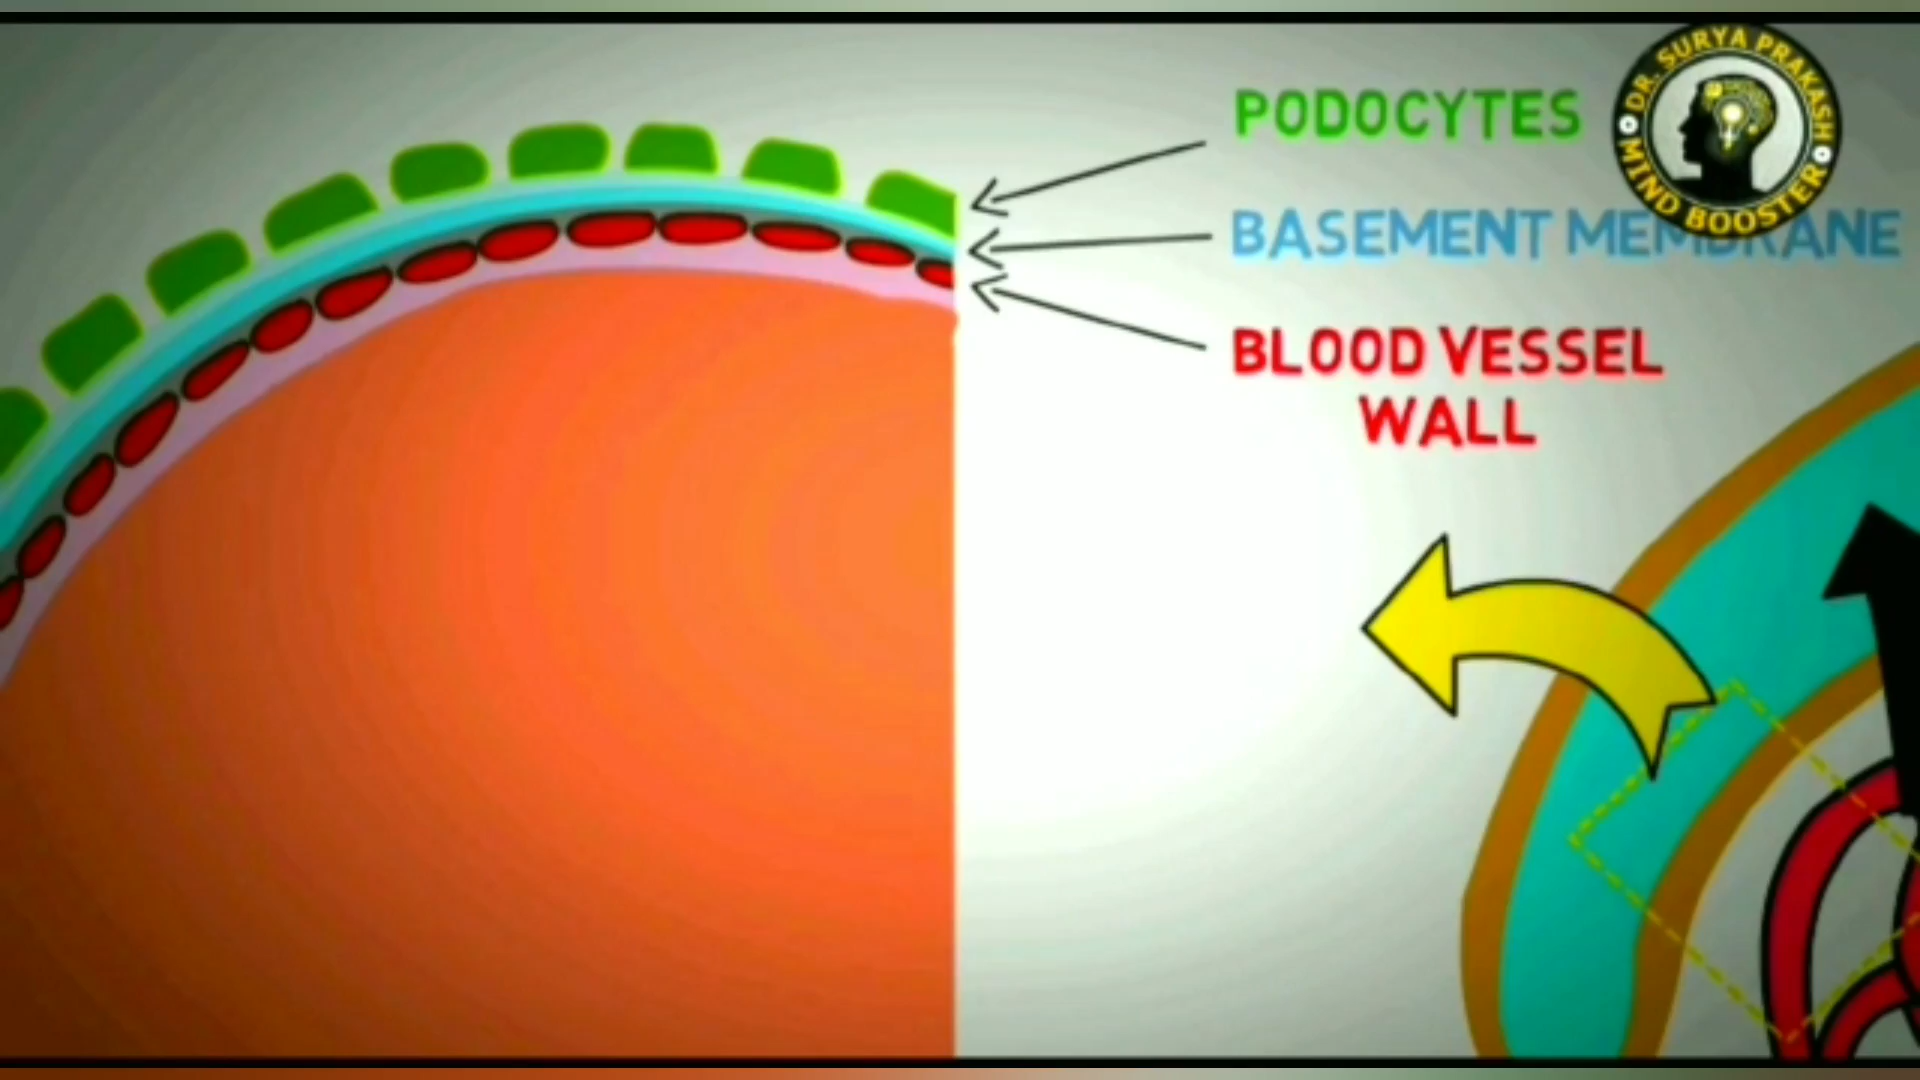 PODOCYTES
DR. SURYA PRAKASH
MIND BOOSTER
BASEMENT MEMBRANE
BLOOD VESSEL
WALL